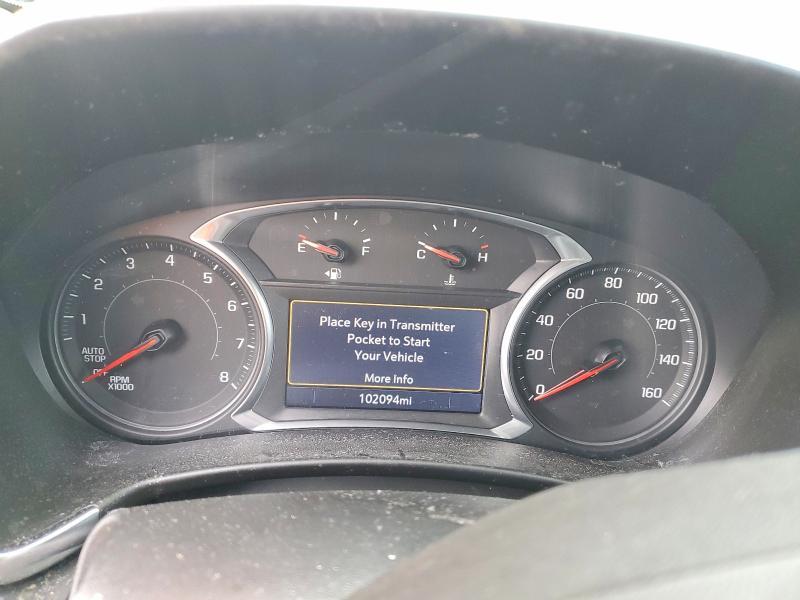 E F
C H
1 2 3 4 5 6 7 8
AUTO
STOP
OFF
RPM
X1000
Place Key in Transmitter
Pocket to Start
Your Vehicle
More Info
102094mi
0 20 40 60 80 100 120 140 160